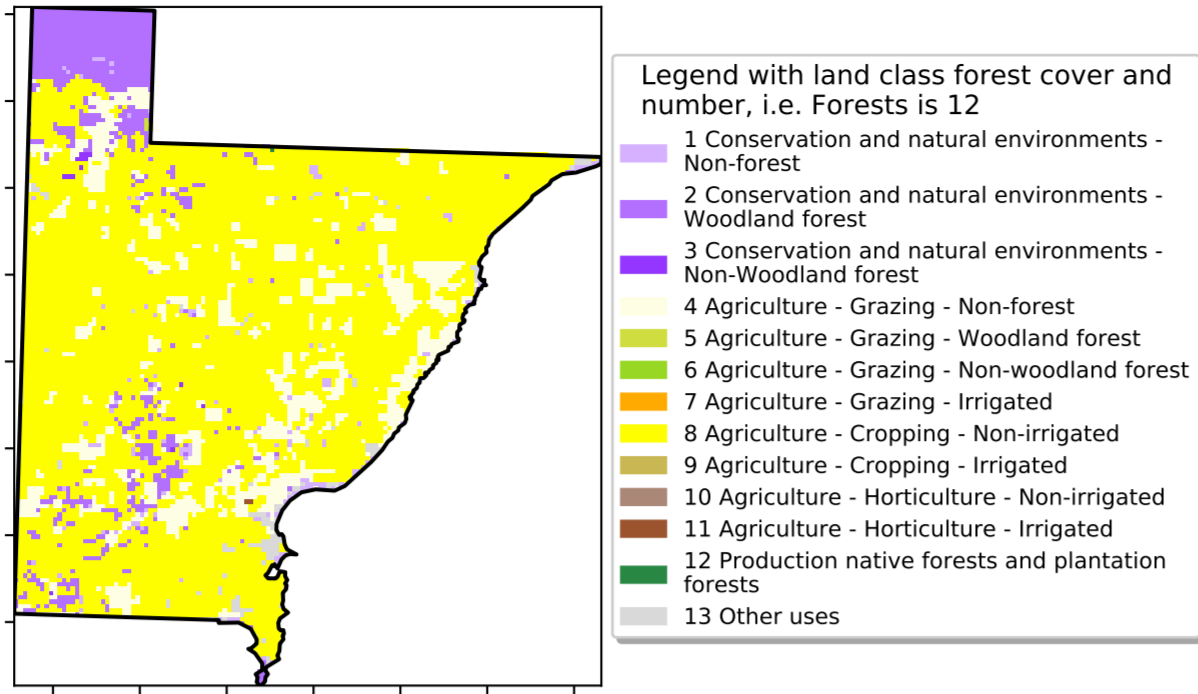 Legend with land class forest cover and
number, i.e. Forests is 12
1 Conservation and natural environments -
Non-forest
2 Conservation and natural environments -
Woodland forest
3 Conservation and natural environments -
Non-Woodland forest
4 Agriculture - Grazing - Non-forest
5 Agriculture - Grazing - Woodland forest
6 Agriculture - Grazing - Non-woodland forest
7 Agriculture - Grazing - Irrigated
8 Agriculture - Cropping - Non-irrigated
9 Agriculture - Cropping - Irrigated
10 Agriculture - Horticulture - Non-irrigated
11 Agriculture - Horticulture - Irrigated
12 Production native forests and plantation
forests
13 Other uses